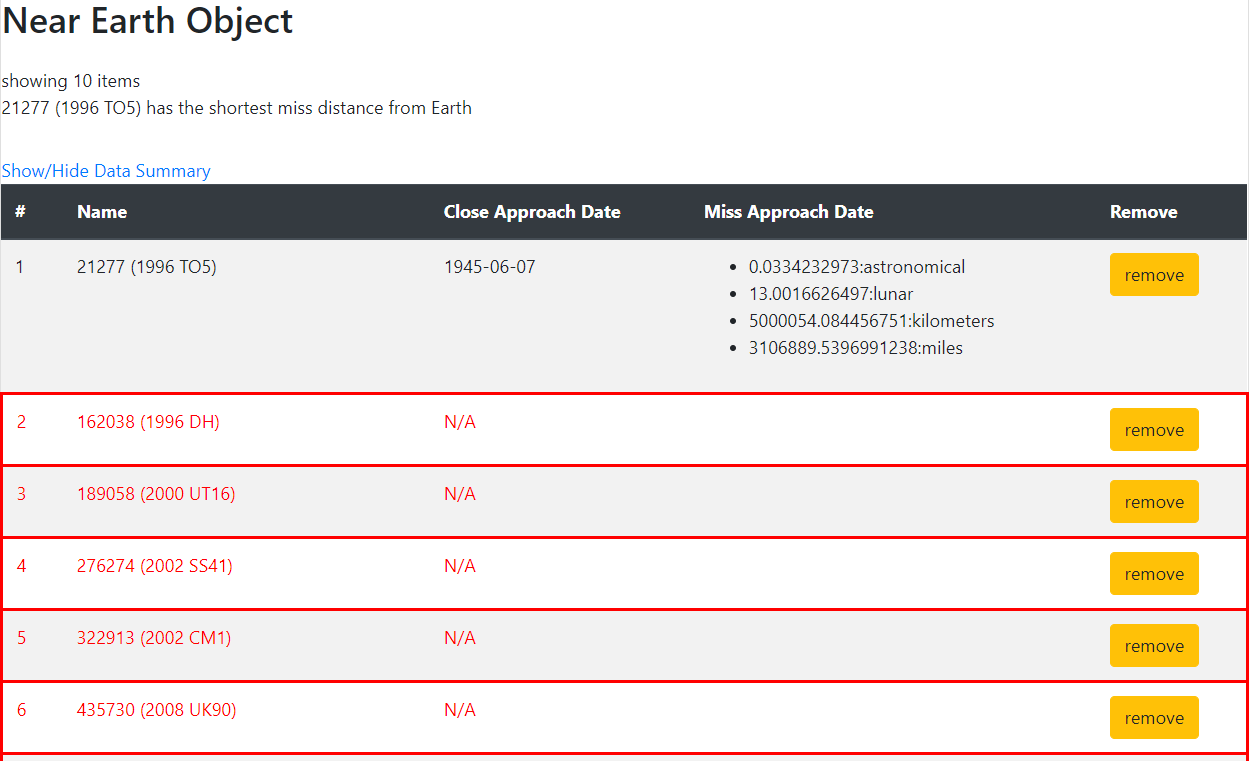 Near Earth Object
showing 10 items
21277 (1996 TO5) has the shortest miss distance from Earth
Show/Hide Data Summary
# Name Close Approach Date Miss Approach Date Remove
1 21277 (1996 TO5) 1945-06-07 0.0334232973:astronomical remove
13.0016626497:lunar
5000054.084456751:kilometers
3106889.5396991238:miles
2 162038 (1996 DH) N/A remove
3 189058 (2000 UT16) N/A remove
4 276274 (2002 SS41) N/A remove
5 322913 (2002 CM1) N/A remove
6 435730 (2008 UK90) N/A remove